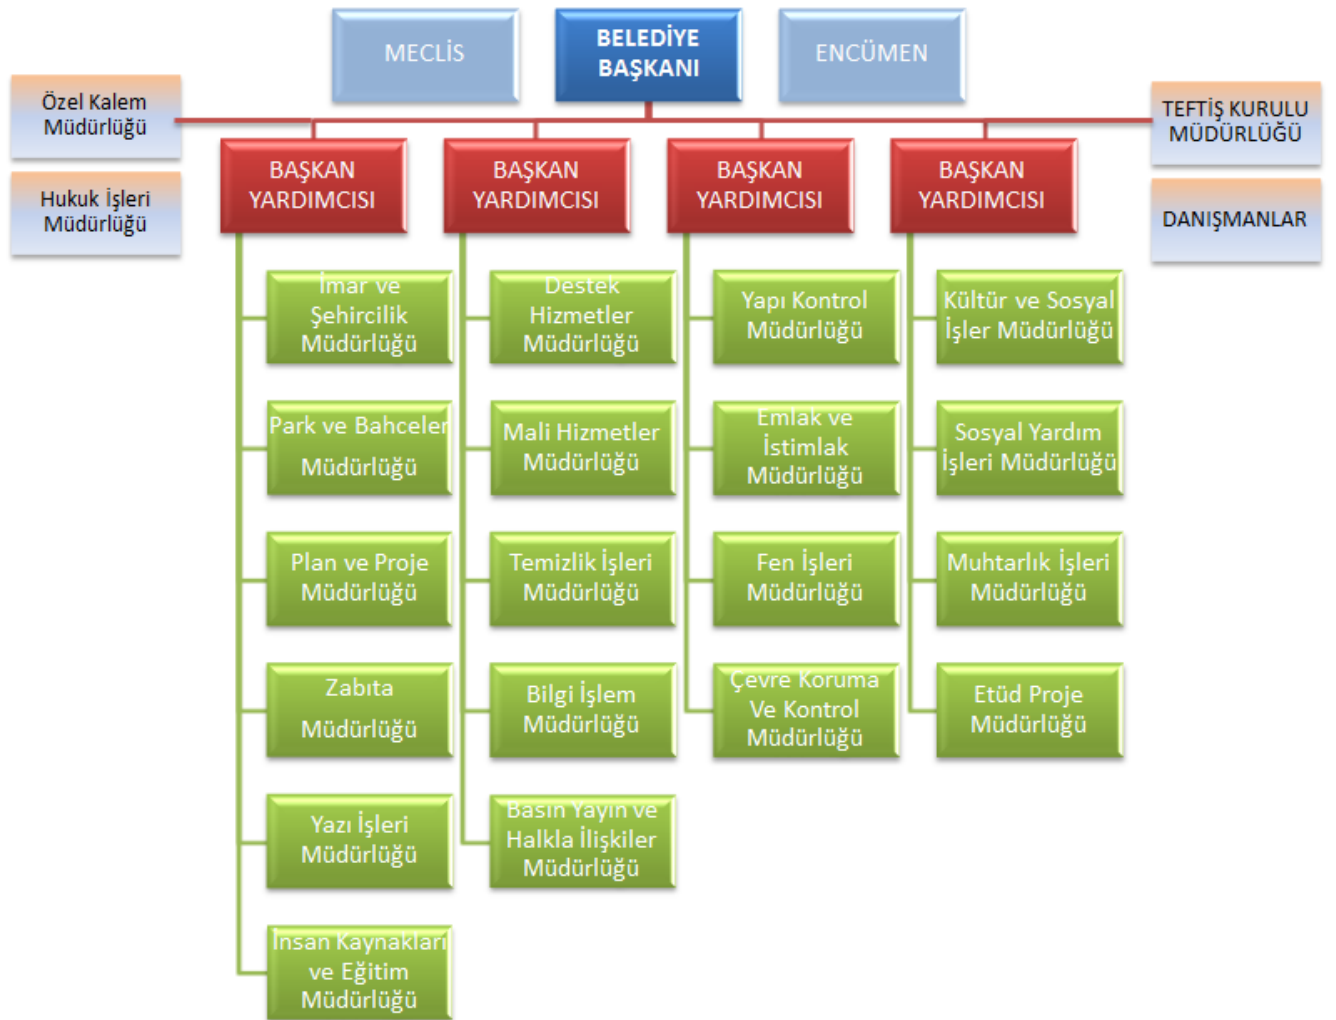 MECLİS
BELEDİYE
BAŞKANI
ENCÜMEN
Özel Kalem
Müdürlüğü
TEFTİŞ KURULU
MÜDÜRLÜĞÜ
Hukuk İşleri
Müdürlüğü
DANIŞMANLAR
BAŞKAN
YARDIMCISI
BAŞKAN
YARDIMCISI
BAŞKAN
YARDIMCISI
BAŞKAN
YARDIMCISI
İmar ve
Şehircilik
Müdürlüğü
Park ve Bahceler
Müdürlüğü
Plan ve Proje
Müdürlüğü
Zabıta
Müdürlüğü
Yazı İşleri
Müdürlüğü
İnsan Kaynakları
ve Eğitim
Müdürlüğü
Destek
Hizmetler
Müdürlüğü
Mali Hizmetler
Müdürlüğü
Temizlik İşleri
Müdürlüğü
Bilgi İşlem
Müdürlüğü
Basın Yayın ve
Halkla İlişkiler
Müdürlüğü
Yapı Kontrol
Müdürlüğü
Emlak ve
İstimlak
Müdürlüğü
Fen İşleri
Müdürlüğü
Çevre Koruma
Ve Kontrol
Müdürlüğü
Kültür ve Sosyal
İşler Müdürlüğü
Sosyal Yardım
İşleri Müdürlüğü
Muhtarlık İşleri
Müdürlüğü
Etüd Proje
Müdürlüğü